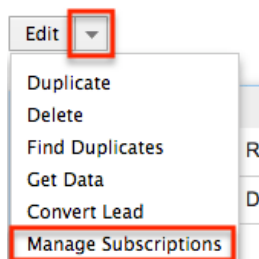 Edit
Duplicate
Delete
Find Duplicates
R
Get Data
D
Convert Lead
Manage Subscriptions